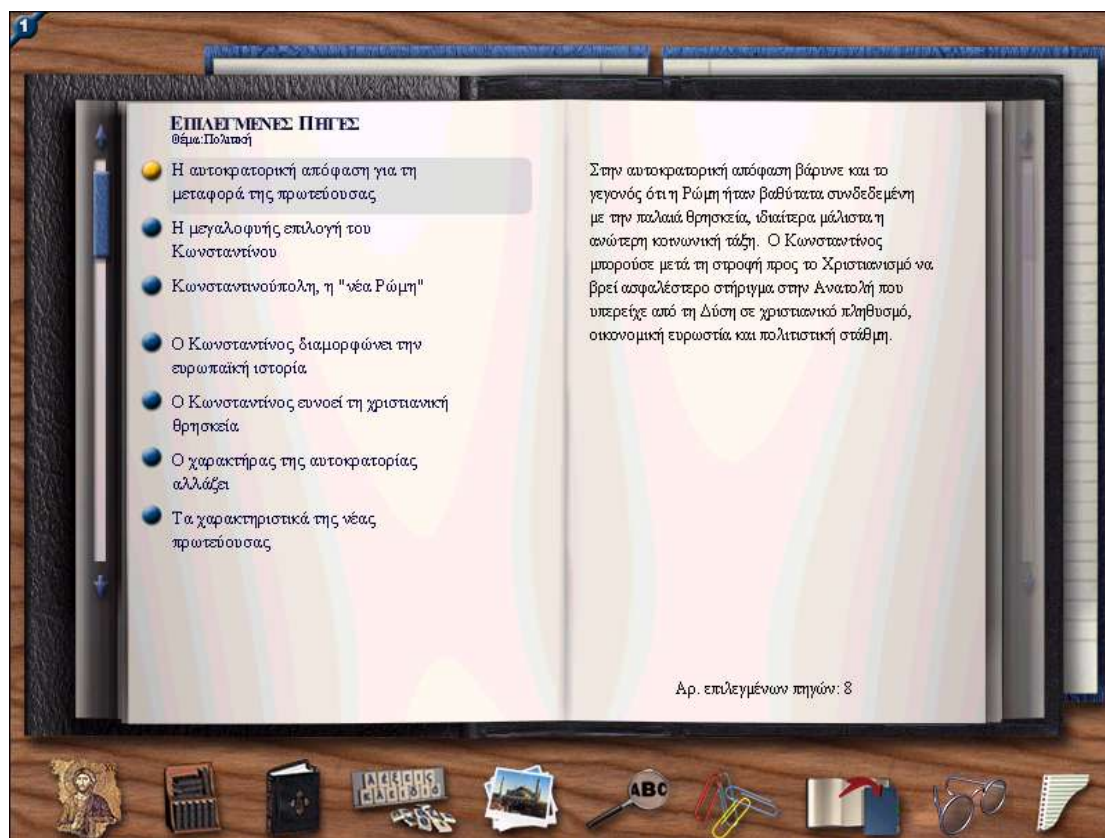 1
ΕΠΙΛΕΓΜΕΝΕΣ ΠΗΓΕΣ
Θέμα:Πολιτική
Η αυτοκρατορική απόφαση για τη
μεταφορά της πρωτεύουσας
Η μεγαλοφυής επιλογή του
Κωνσταντίνου
Κωνσταντινούπολη, η "νέα Ρώμη"
Ο Κωνσταντίνος διαμορφώνει την
ευρωπαϊκή ιστορία
Ο Κωνσταντίνος ευνοεί τη χριστιανική
θρησκεία
Ο χαρακτήρας της αυτοκρατορίας
αλλάζει
Τα χαρακτηριστικά της νέας
πρωτεύουσας
Στην αυτοκρατορική απόφαση βάρυνε και το
γεγονός ότι η Ρώμη ήταν βαθύτατα συνδεδεμένη
με την παλαιά θρησκεία, ιδιαίτερα μάλιστα η
ανώτερη κοινωνική τάξη. Ο Κωνσταντίνος
μπορούσε μετά τη στροφή προς το Χριστιανισμό να
βρεί ασφαλέστερο στήριγμα στην Ανατολή που
υπερείχε από τη Δύση σε χριστιανικό πληθυσμό,
οικονομική ευρωστία και πολιτιστική στάθμη.
Αρ. επιλεγμένων πηγών: 8
Λέξεις
κλειδιά
ABC